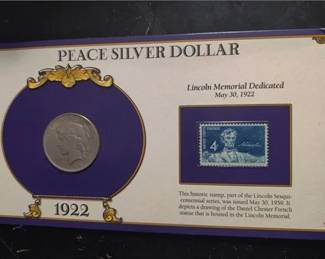 PEACE SILVER DOLLAR
Lincoln Memorial Dedicated
May 30, 1922
4
1922
This historic stamp, part of the Lincoln Sesqui-
centennial series, was issued May 30, 1959. It
depicts a drawing of the Daniel Chester French
statue that is housed in the Lincoln Memorial.